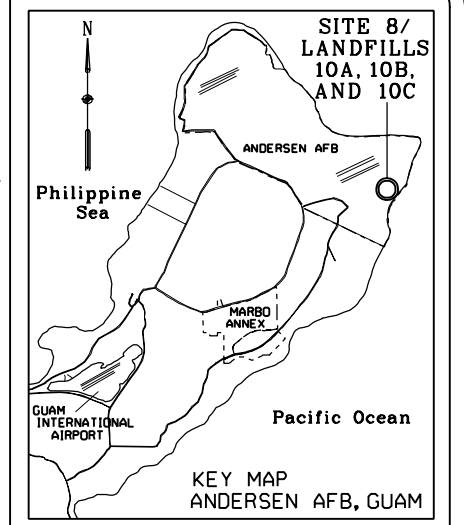 N
SITE 8/
LANDFILLS
10A, 10B,
AND 10C
ANDERSEN AFB
Philippine
Sea
MARBO
ANNEX
GUAM
INTERNATIONAL
AIRPORT
Pacific Ocean
KEY MAP
ANDERSEN AFB, GUAM